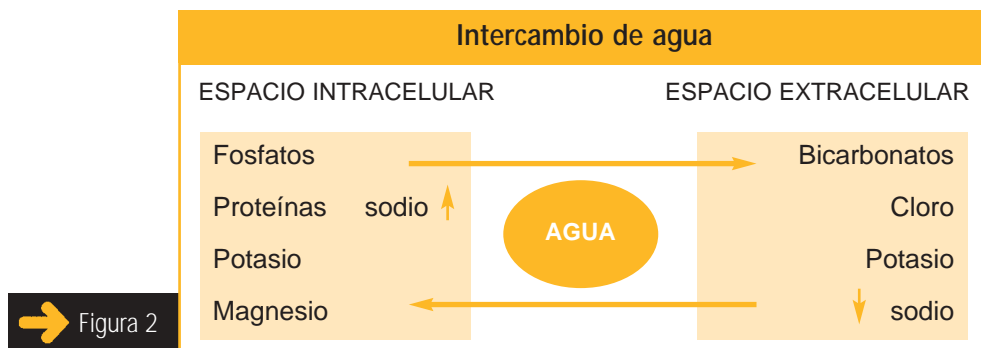 Intercambio de agua
ESPACIO INTRACELULAR
Fosfatos
Proteínas sodio
Potasio
Magnesio
AGUA
ESPACIO EXTRACELULAR
Bicarbonatos
Cloro
Potasio
sodio
Figura 2